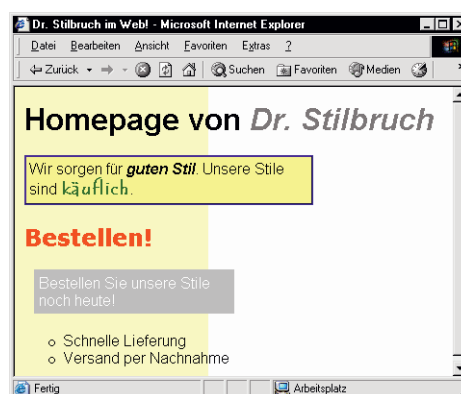 Dr. Stilbruch im Web! - Microsoft Internet Explorer
Datei Bearbeiten Ansicht Favoriten Extras ?
Zurück Suchen Favoriten Medien
Homepage von Dr. Stilbruch
Wir sorgen für guten Stil. Unsere Stile
sind käuflich.
Bestellen!
Bestellen Sie unsere Stile
noch heute!
Schnelle Lieferung
Versand per Nachnahme
Fertig Arbeitsplatz